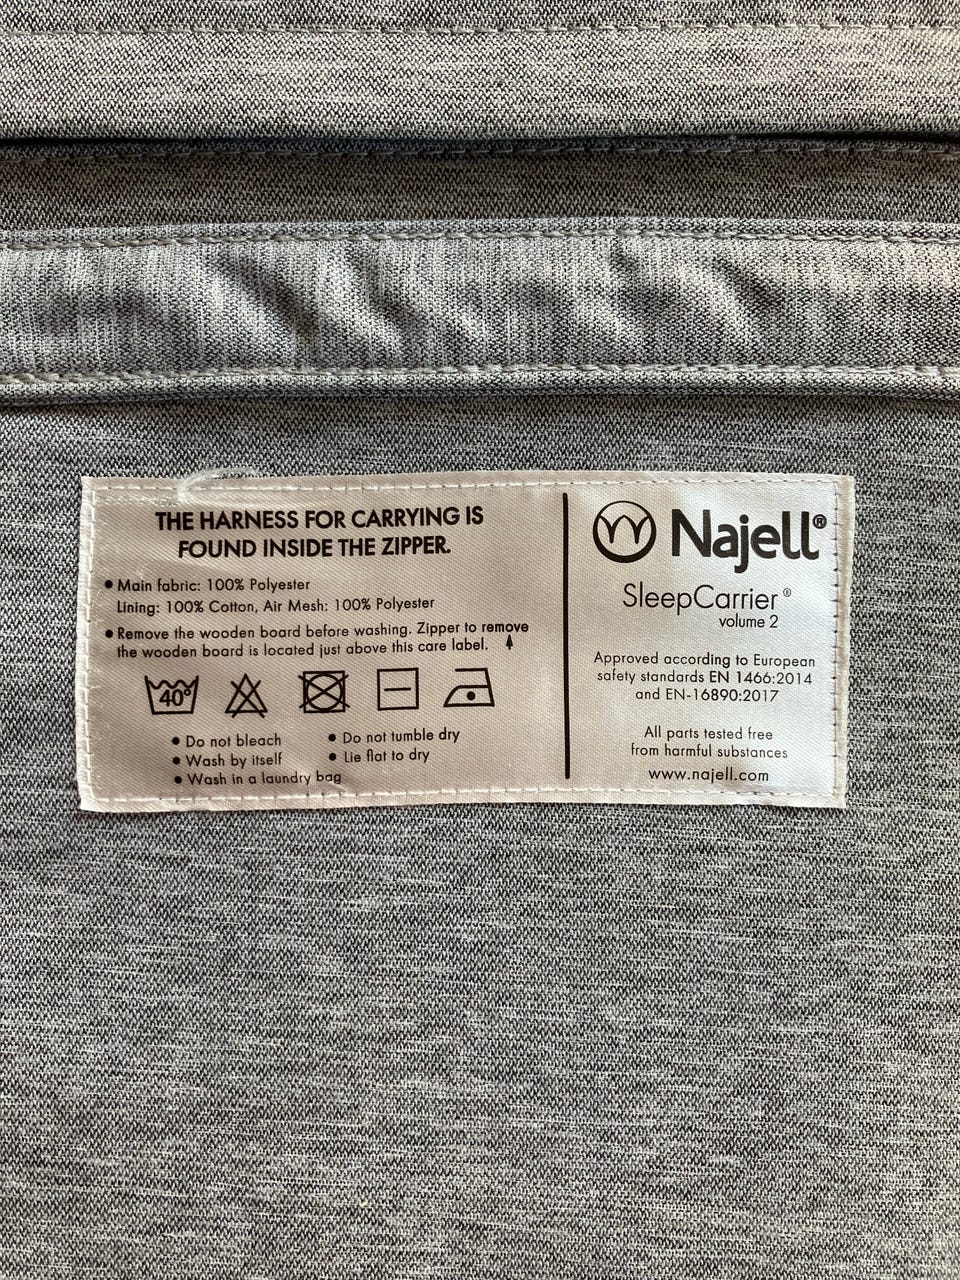 THE HARNESS FOR CARRYING IS
FOUND INSIDE THE ZIPPER.
• Main fabric: 100% Polyester
Lining: 100% Cotton, Air Mesh: 100% Polyester
• Remove the wooden board before washing. Zipper to remove
the wooden board is located just above this care label.
40°
• Do not bleach
• Wash by itself
• Wash in a laundry bag
• Do not tumble dry
• Lie flat to dry
Najell®
SleepCarrier®
volume 2
Approved according to European
safety standards EN 1466:2014
and EN-16890:2017
All parts tested free
from harmful substances
www.najell.com